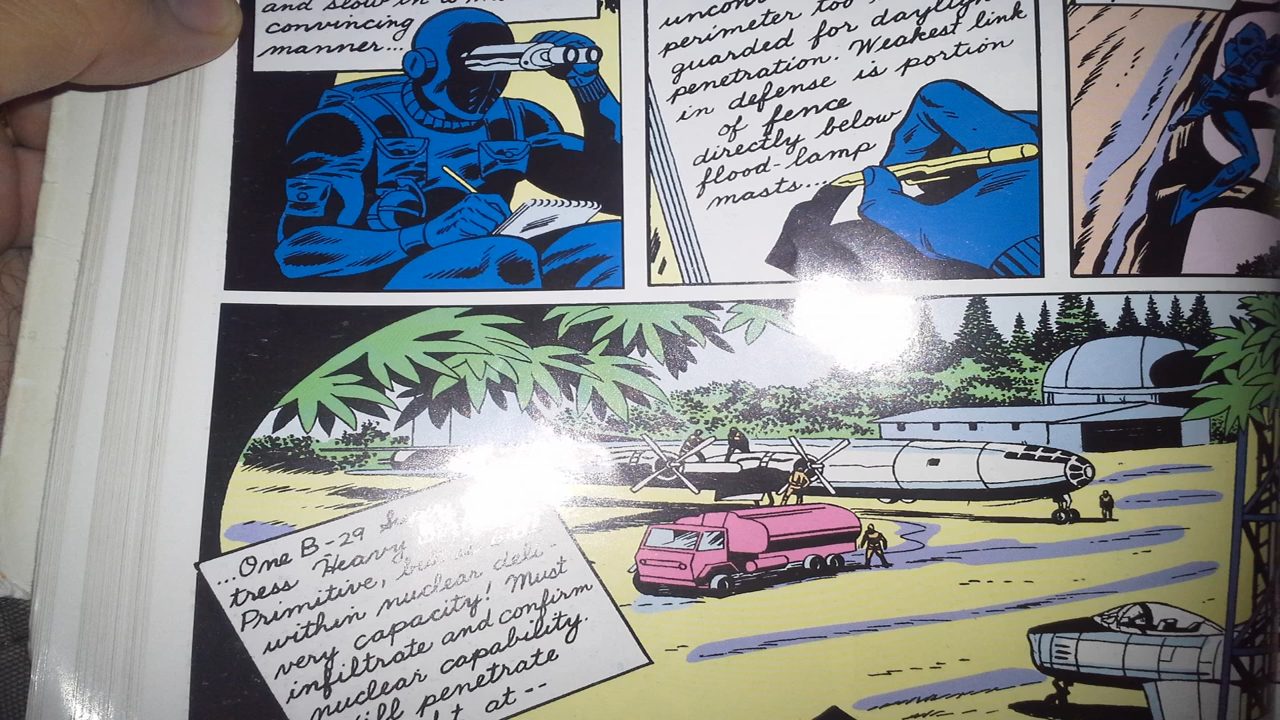 and slow in
convincing
manner...
perimeter too
guarded for daylight
penetration. Weakest link
in defense is portion
of fence
directly below
flood-lamp
masts...
...One B-29
tress Heavy
Primitive, but
within nuclear deli-
very capacity! Must
infiltrate and confirm
nuclear capability.
penetrate
at --